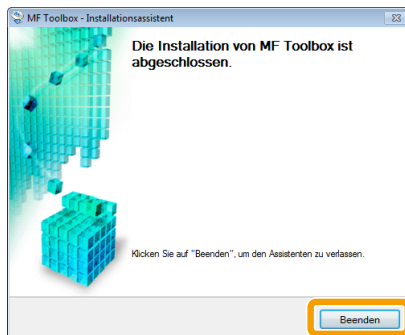 MF Toolbox - Installationsassistent
Die Installation von MF Toolbox ist
abgeschlossen.
Klicken Sie auf "Beenden", um den Assistenten zu verlassen.
Beenden